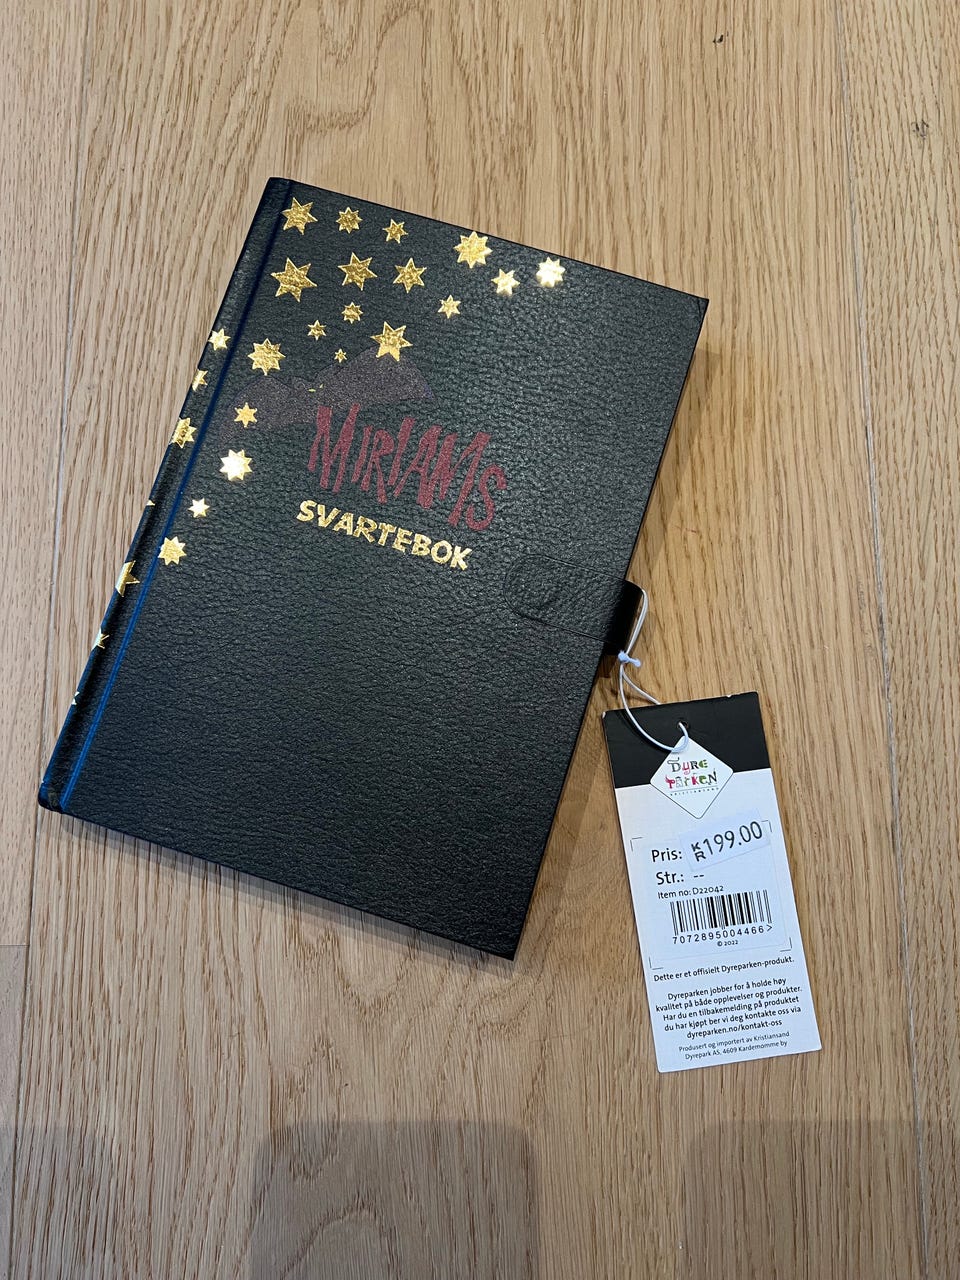 MIRIAMS
SVARTEBOK
DYRE
PARKEN
KRISTIANSAND
Pris: KR 199.00
Str.: --
Item no: D22042
7072895004466>
© 2022
Dette er et offisielt Dyreparken-produkt.
Dyreparken jobber for å holde høy
kvalitet på både opplevelser og produkter.
Har du en tilbakemelding på produktet
du har kjøpt ber vi deg kontakte oss via
dyreparken.no/kontakt-oss
Produsert og importert av Kristiansand
Dyrepark AS, 4609 Kardemomme by